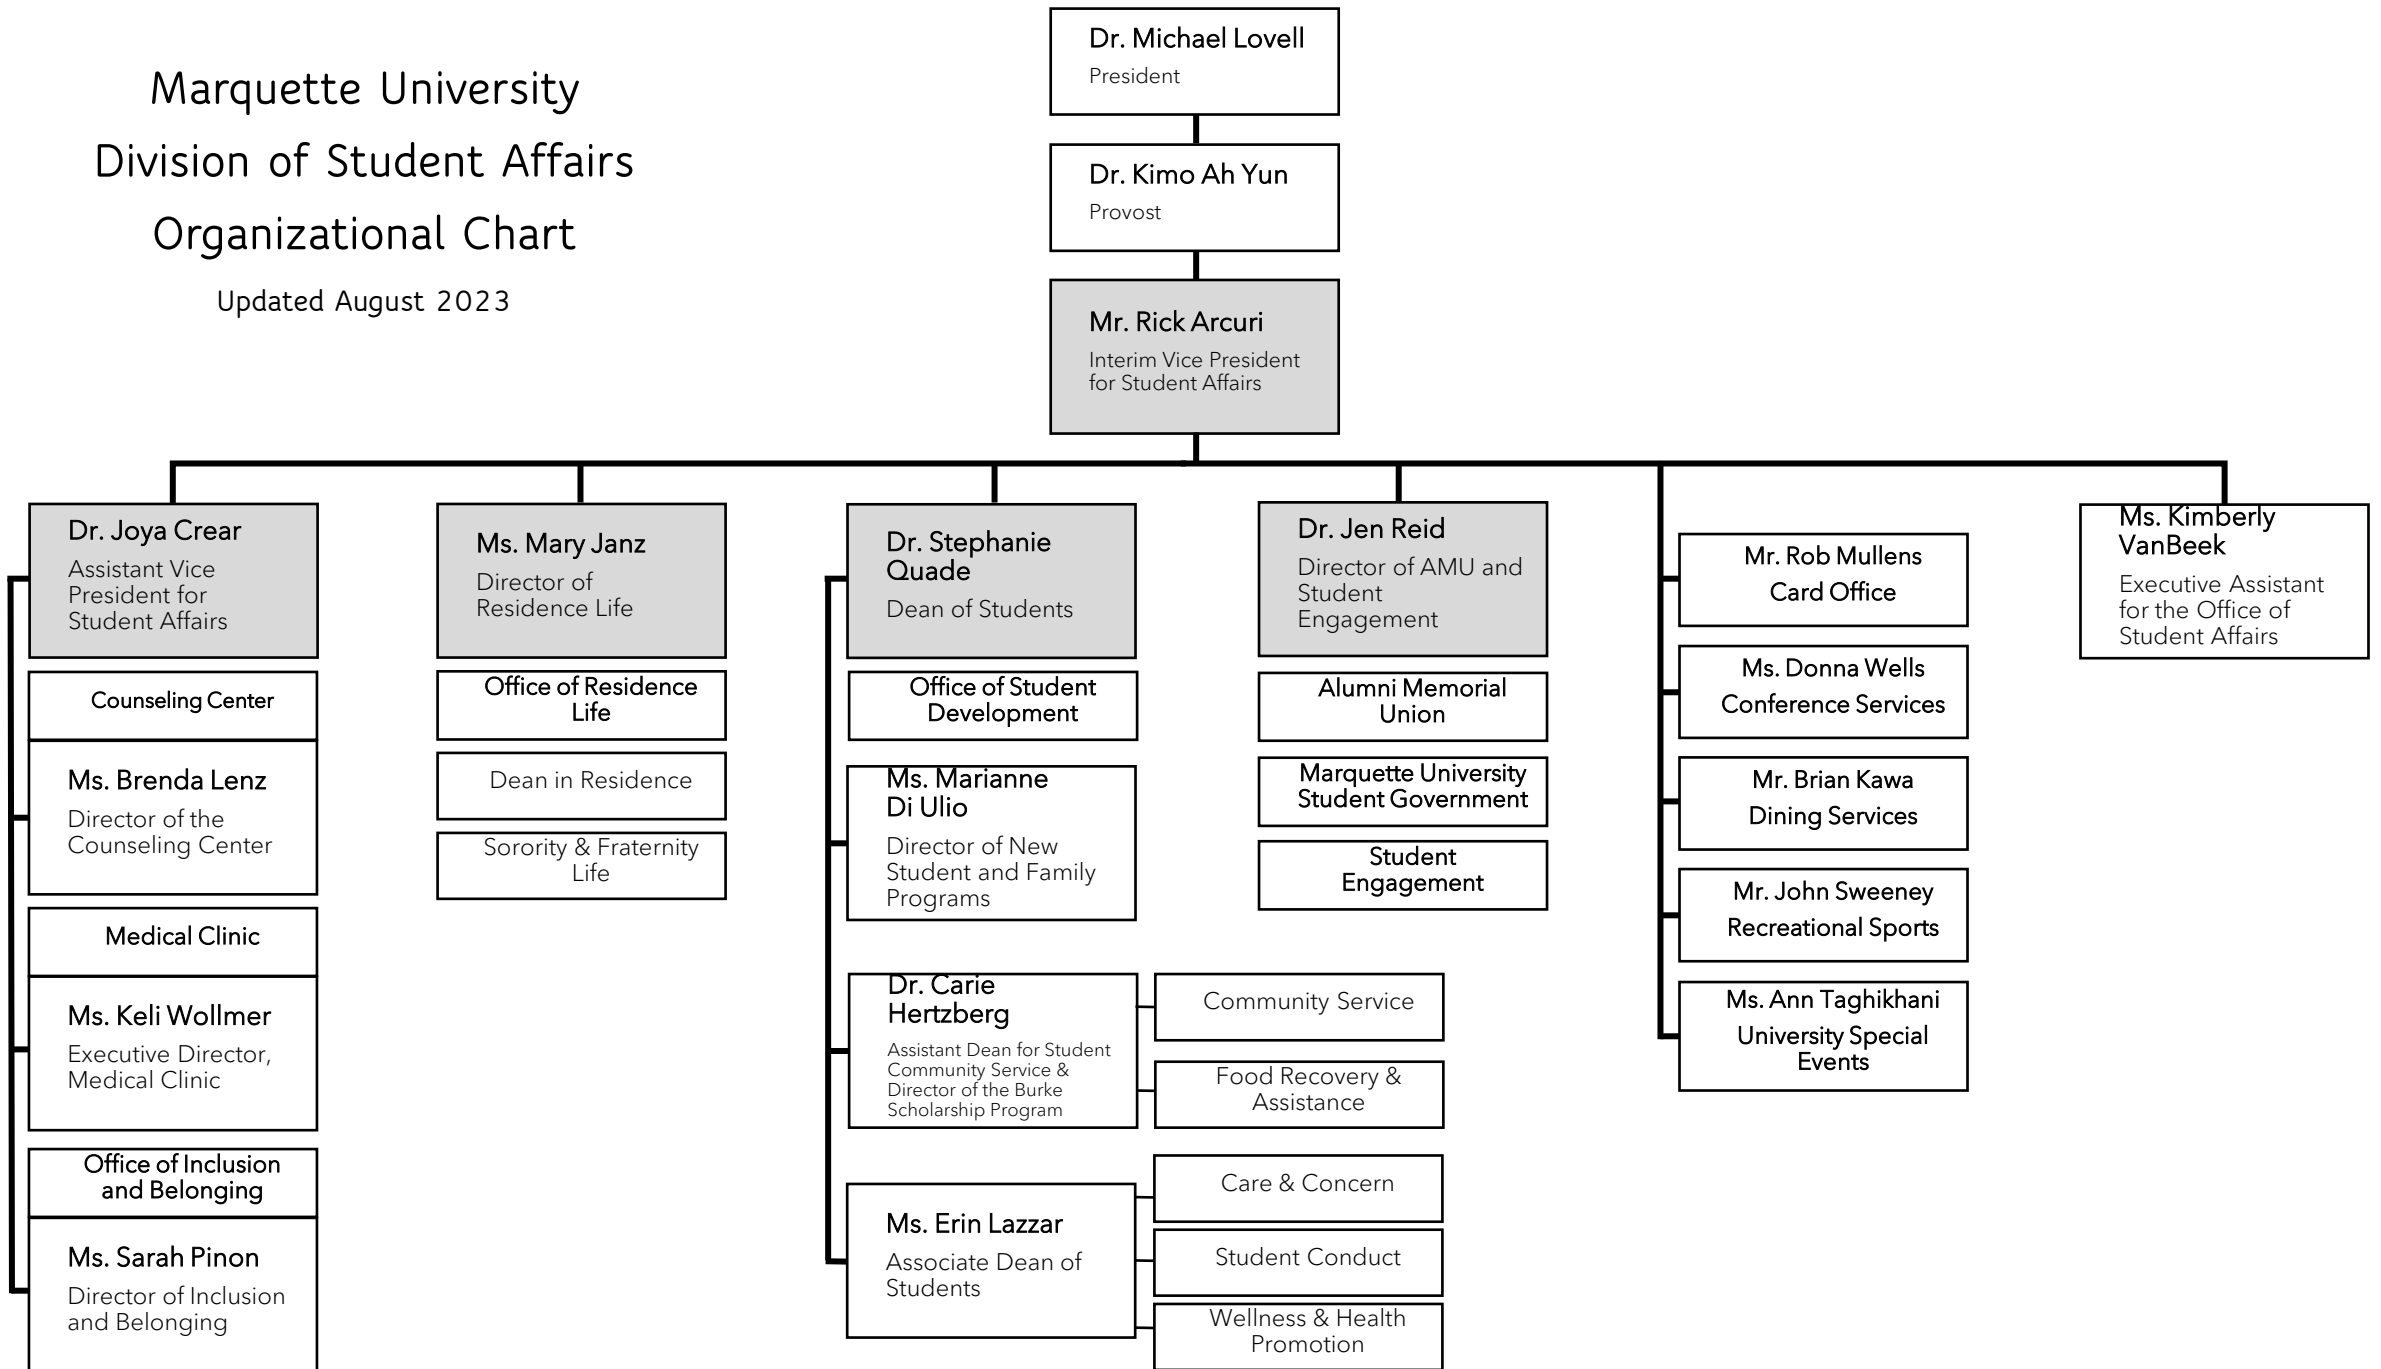 Marquette University
Division of Student Affairs
Organizational Chart
Updated August 2023
Dr. Michael Lovell
President
Dr. Kimo Ah Yun
Provost
Mr. Rick Arcuri
Interim Vice President
for Student Affairs
Dr. Joya Crear
Assistant Vice
President for
Student Affairs
Counseling Center
Ms. Brenda Lenz
Director of the
Counseling Center
Medical Clinic
Ms. Keli Wollmer
Executive Director,
Medical Clinic
Office of Inclusion
and Belonging
Ms. Sarah Pinon
Director of Inclusion
and Belonging
Ms. Mary Janz
Director of
Residence Life
Office of Residence
Life
Dean in Residence
Sorority & Fraternity
Life
Dr. Stephanie
Quade
Dean of Students
Office of Student
Development
Ms. Marianne
Di Ulio
Director of New
Student and Family
Programs
Dr. Carie
Hertzberg
Assistant Dean for Student
Community Service &
Director of the Burke
Scholarship Program
Community Service
Food Recovery &
Assistance
Ms. Erin Lazzar
Associate Dean of
Students
Care & Concern
Student Conduct
Wellness & Health
Promotion
Dr. Jen Reid
Director of AMU and
Student
Engagement
Alumni Memorial
Union
Marquette University
Student Government
Student
Engagement
Mr. Rob Mullens
Card Office
Ms. Donna Wells
Conference Services
Mr. Brian Kawa
Dining Services
Mr. John Sweeney
Recreational Sports
Ms. Ann Taghikhani
University Special
Events
Ms. Kimberly
VanBeek
Executive Assistant
for the Office of
Student Affairs